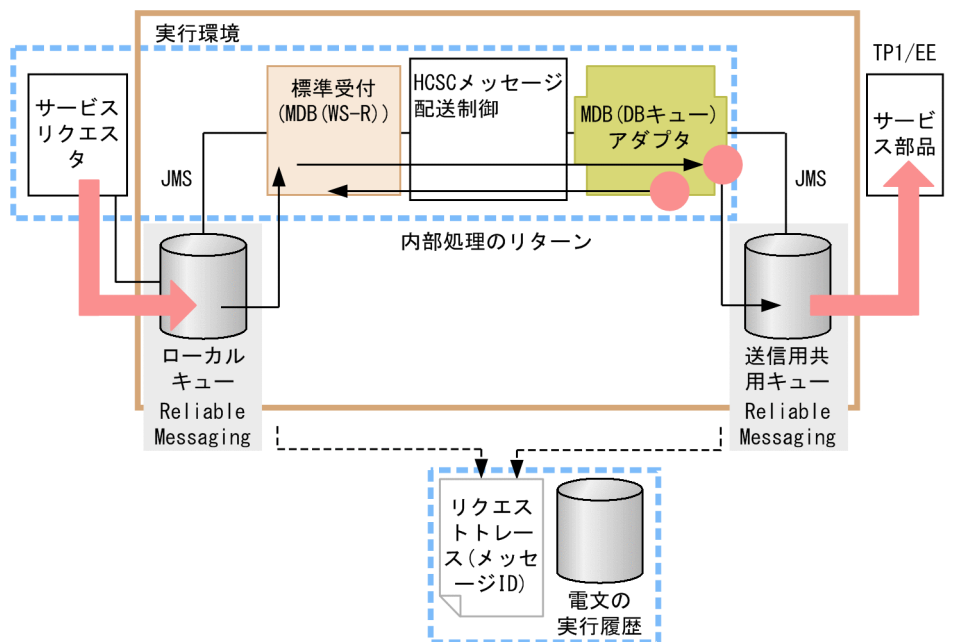 実行環境
TP1/EE
サービス
リクエス
タ
標準受付
(MDB(WS-R))
HCSCメッセージ
配送制御
MDB(DBキュー)
アダプタ
サービ
ス部品
JMS
JMS
内部処理のリターン
ローカル
キュー
Reliable
Messaging
送信用共
用キュー
Reliable
Messaging
リクエス
トトレー
ス(メッセ
ージID)
電文の
実行履歴